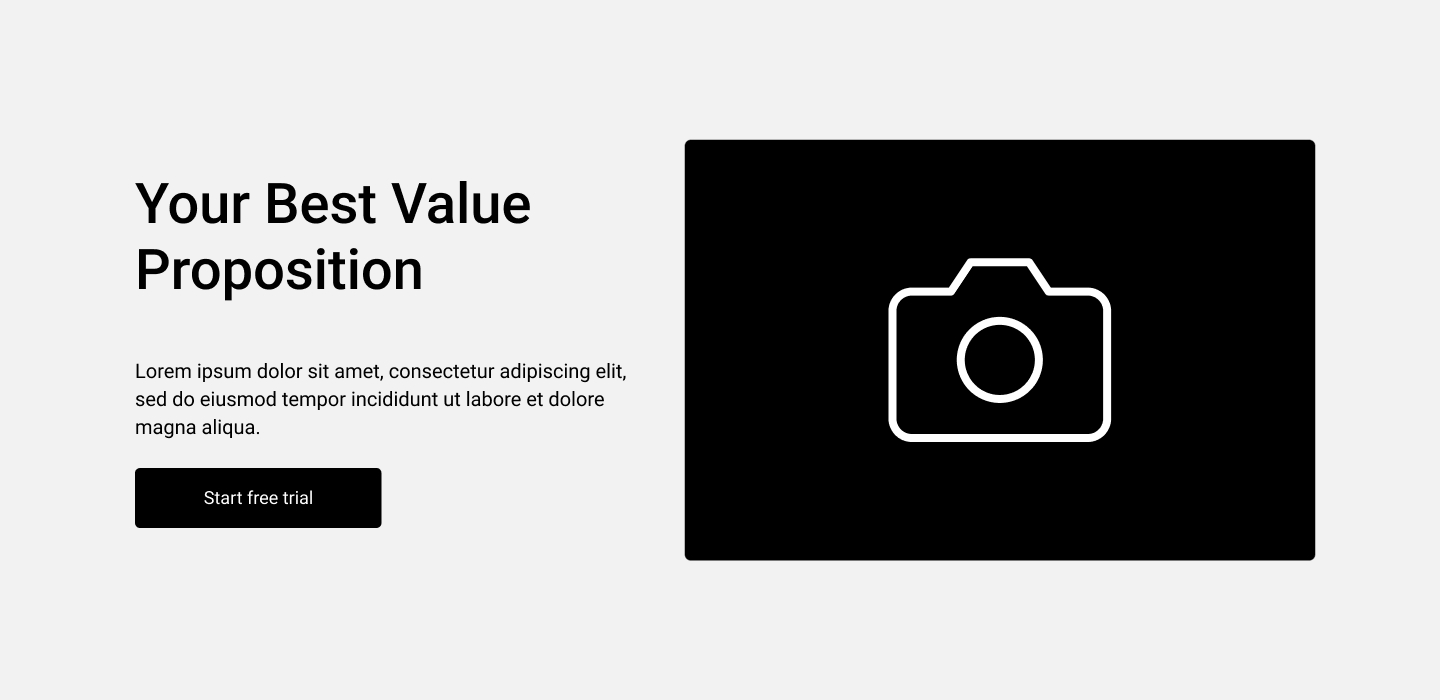 Your Best Value
Proposition
Lorem ipsum dolor sit amet, consectetur adipiscing elit,
sed do eiusmod tempor incididunt ut labore et dolore
magna aliqua.
Start free trial